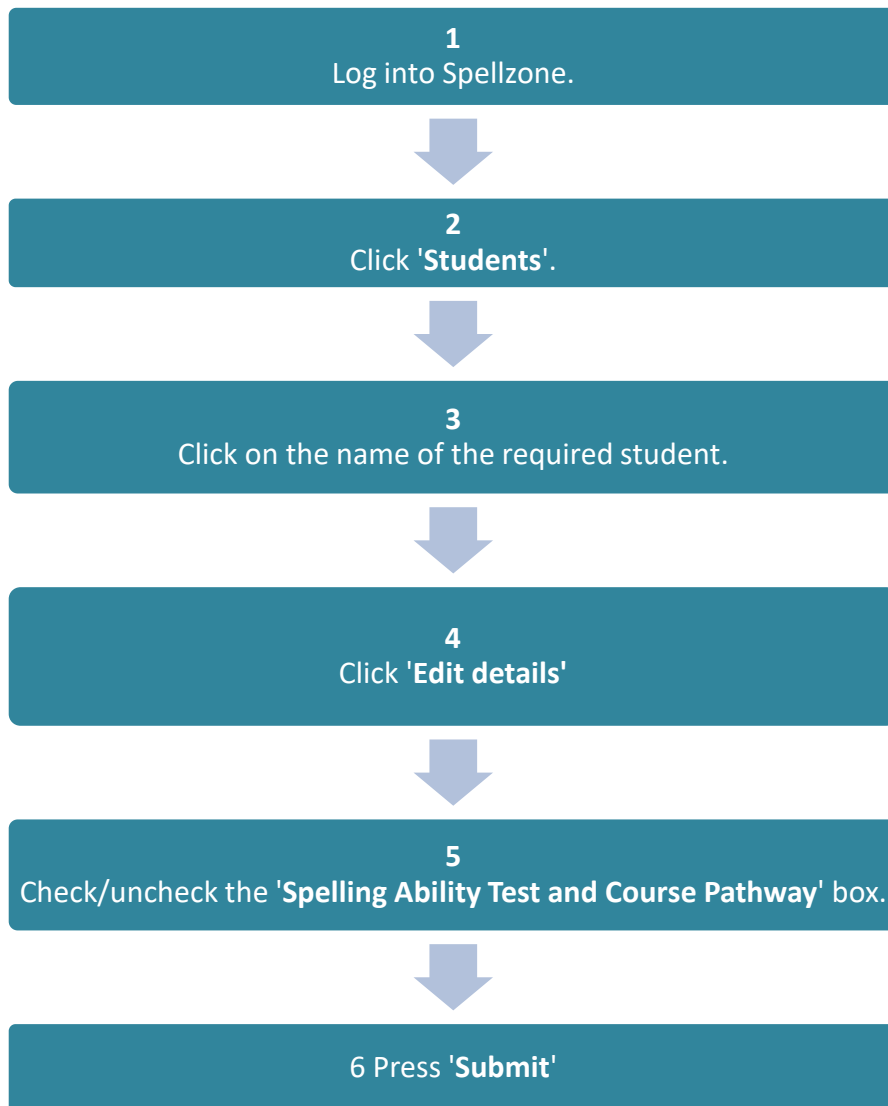 1
Log into Spellzone.
2
Click 'Students'.
3
Click on the name of the required student.
4
Click 'Edit details'
5
Check/uncheck the 'Spelling Ability Test and Course Pathway' box.
6 Press 'Submit'